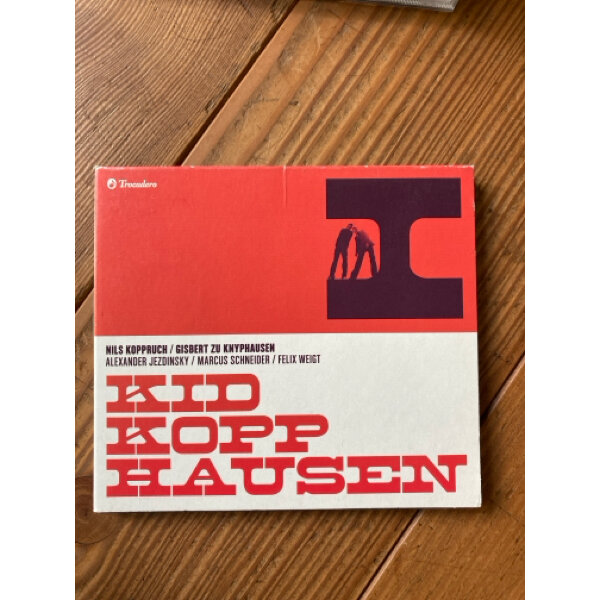 Trocadero
I
NILS KOPPRUCH / GISBERT ZU KNYPHAUSEN
ALEXANDER JEZDINSKY / MARCUS SCHNEIDER / FELIX WEIGT
KID
KOPP
HAUSEN